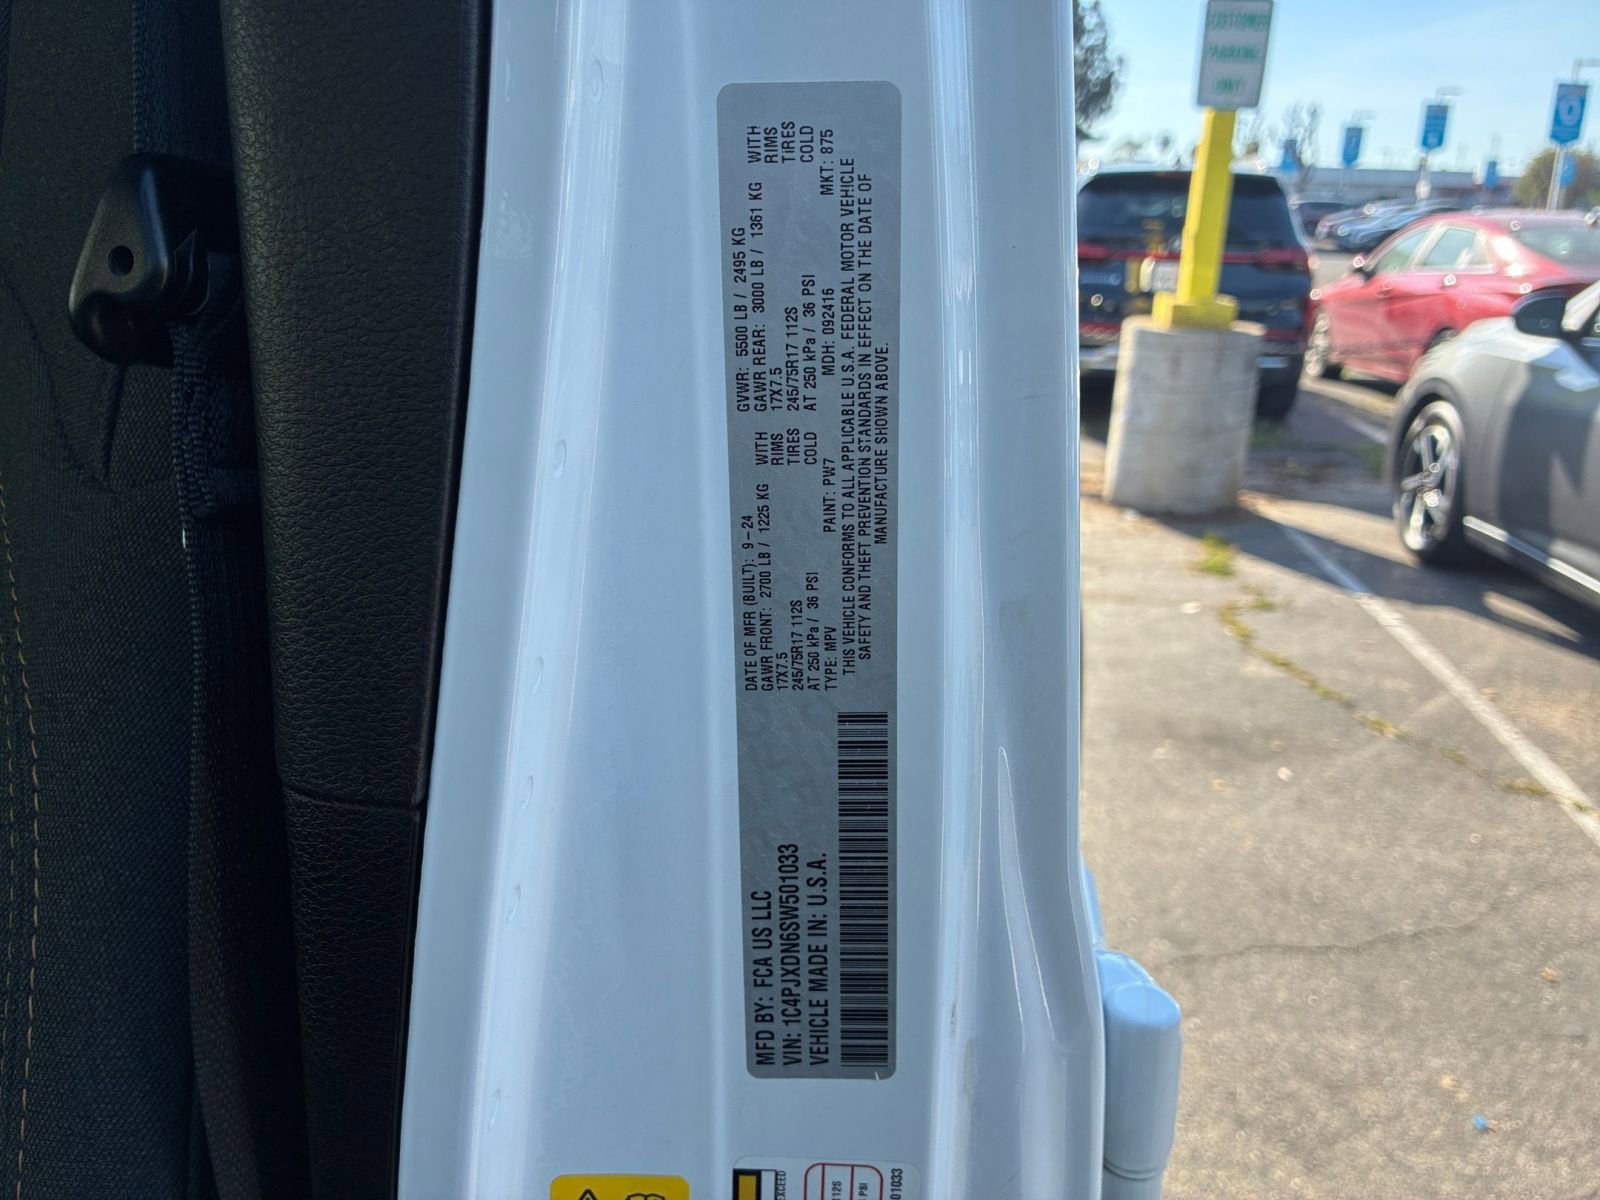 MFD BY: FCA US LLC
VIN: 1C4PJXDN6SW501033
VEHICLE MADE IN: U.S.A.
DATE OF MFR (BUILT): 9-24 GVWR: 5500 LB / 2495 KG
GAWR FRONT: 2700 LB / 1225 KG WITH GAWR REAR: 3000 LB / 1361 KG WITH
17X7.5 RIMS 17X7.5 RIMS
245/75R17 112S TIRES 245/75R17 112S TIRES
AT 250 kPa / 36 PSI COLD AT 250 kPa / 36 PSI COLD
TYPE: MPV PAINT: PW7 MDH: 092416 MKT: 875
THIS VEHICLE CONFORMS TO ALL APPLICABLE U.S.A. FEDERAL MOTOR VEHICLE
SAFETY AND THEFT PREVENTION STANDARDS IN EFFECT ON THE DATE OF
MANUFACTURE SHOWN ABOVE.
CUSTOMER
PARKING
ONLY
EXCEED
112S
PSI
01033